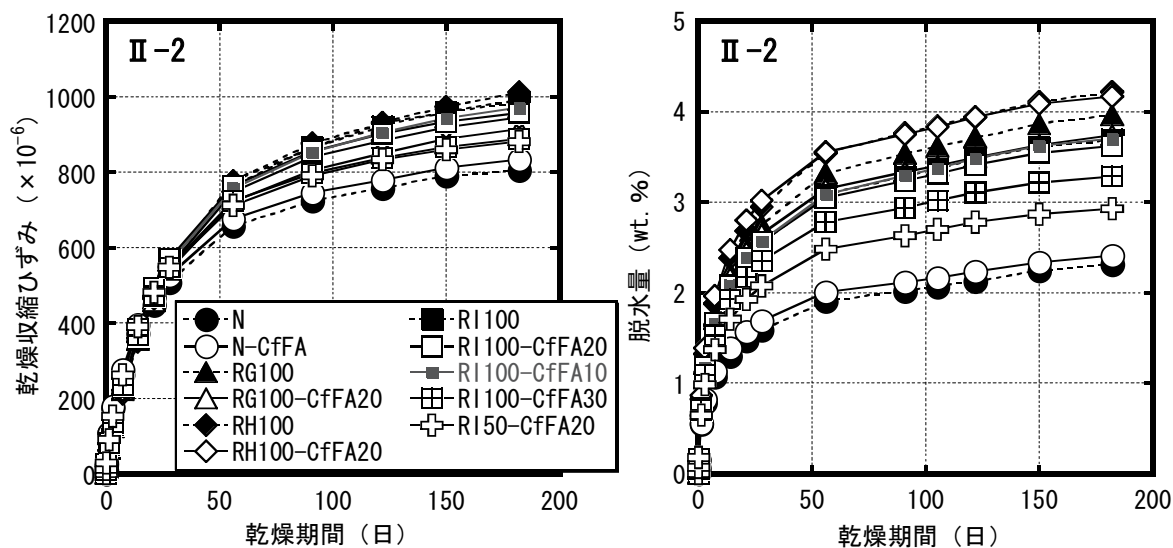 Ⅱ-2
乾燥収縮ひずみ (×10⁻⁶)
1200
1000
800
600
400
200
0
0 50 100 150 200
乾燥期間 (日)
N
N-CfFA
RG100
RG100-CfFA20
RH100
RH100-CfFA20
RI100
RI100-CfFA20
RI100-CfFA10
RI100-CfFA30
RI50-CfFA20
Ⅱ-2
脱水量 (wt. %)
5
4
3
2
1
0
0 50 100 150 200
乾燥期間 (日)